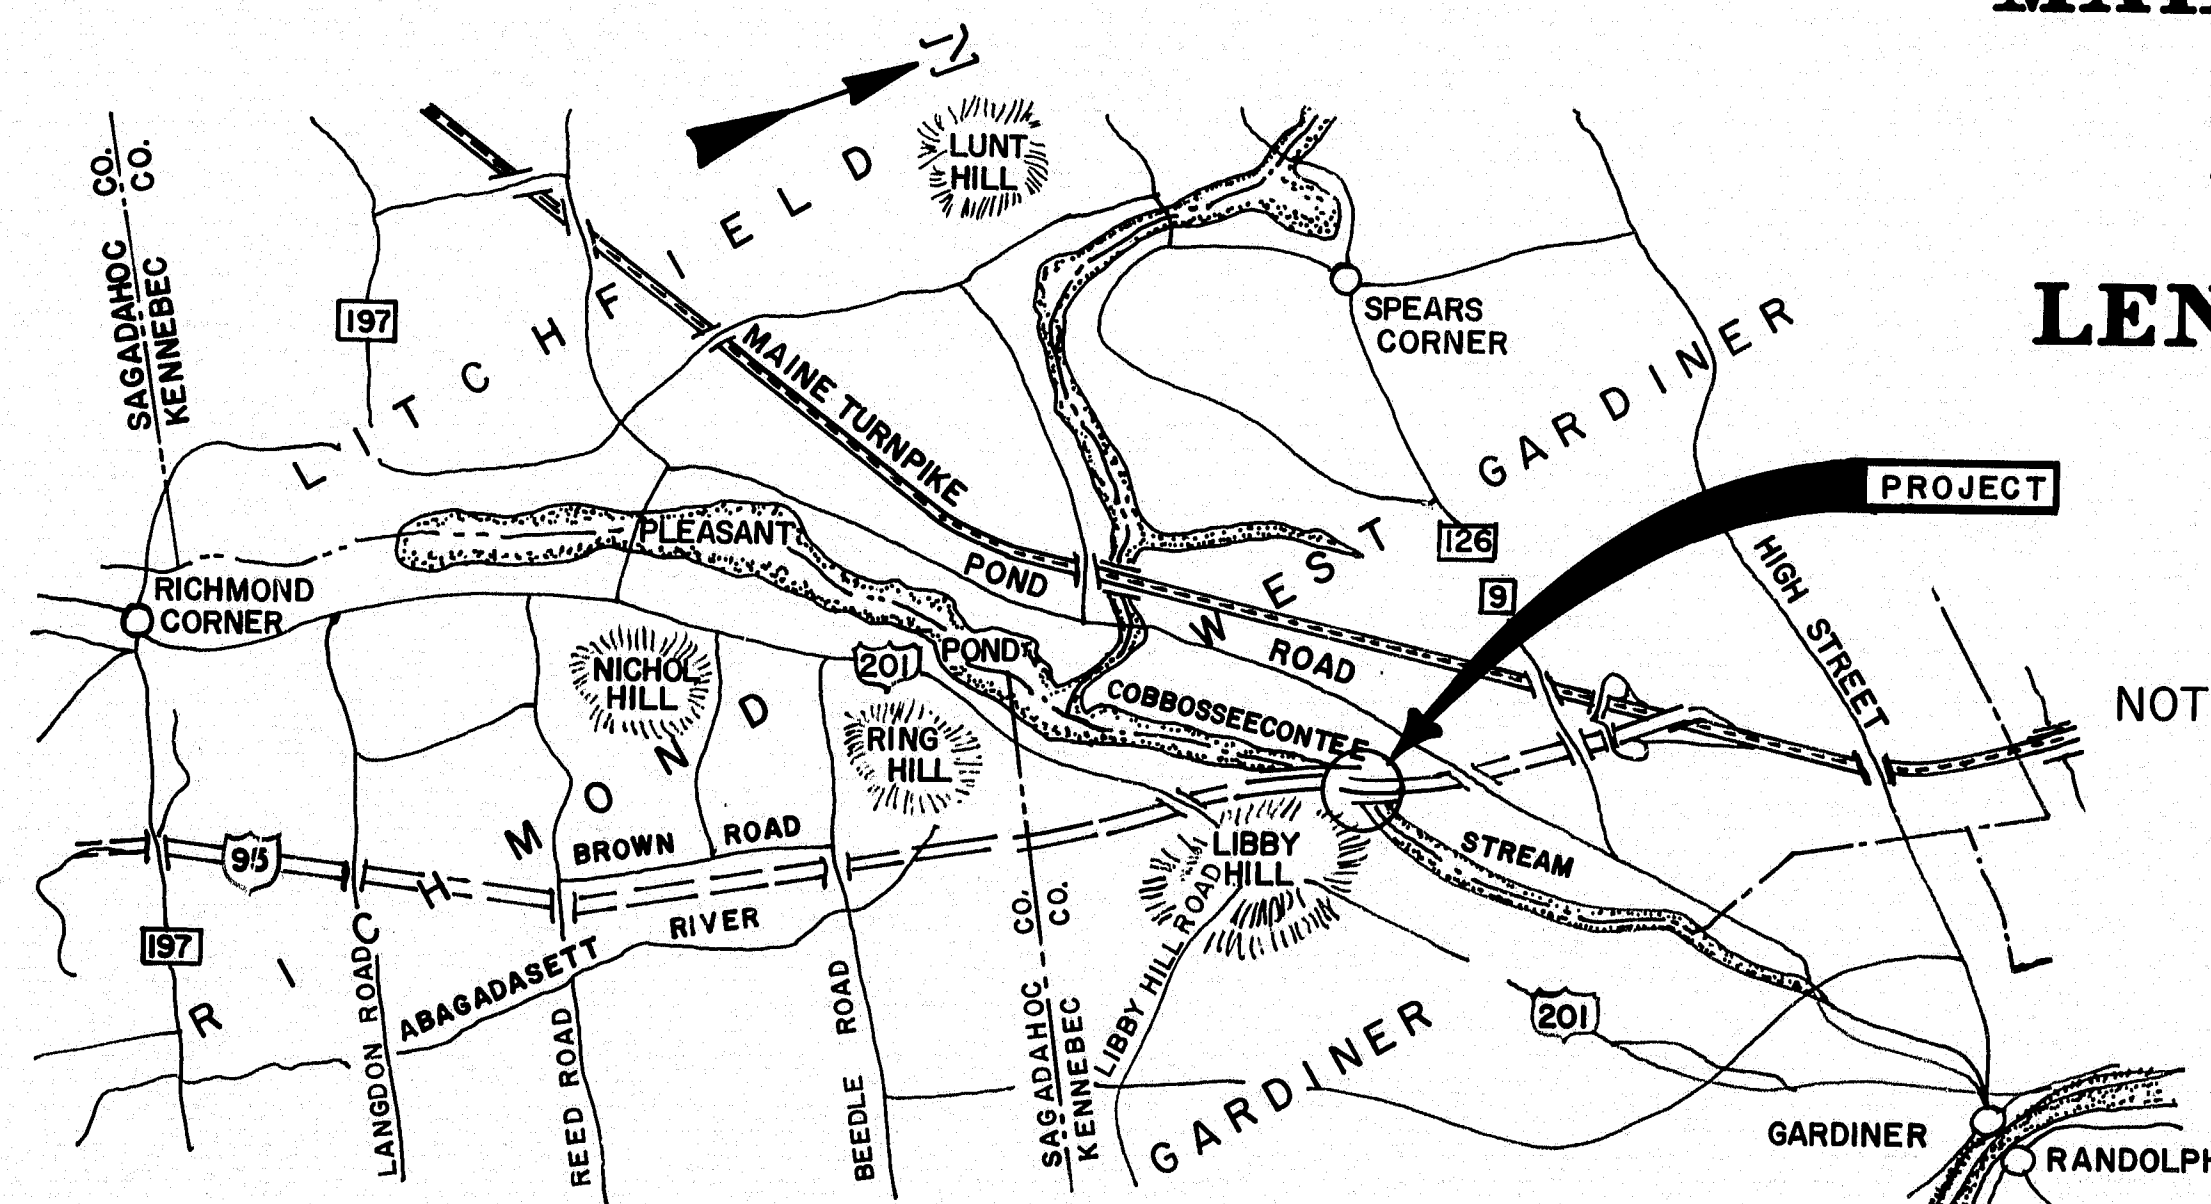 LUNT
HILL
SAGADAHOC CO.
KENNEBEC CO.
LITCHFIELD
197
SPEARS
CORNER
LEN
MAINE TURNPIKE
WEST GARDINER
PROJECT
126
9
HIGH STREET
PLEASANT
POND
POND
ROAD
RICHMOND
CORNER
201
NICHOL
HILL
RING
HILL
COBBOSSEECONTEE
STREAM
NOT
RICHMOND
BROWN ROAD
95
LIBBY
HILL
197
ABAGADASETT RIVER
LANGDON ROAD
REED ROAD
BEEDLE ROAD
SAGADAHOC CO.
KENNEBEC CO.
LIBBY HILL ROAD
GARDINER
201
GARDINER
RANDOLPH